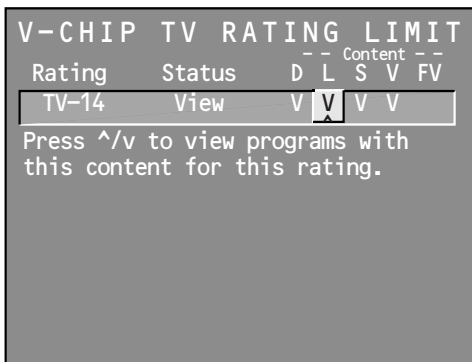 V-CHIP TV RATING LIMIT
- - Content - -
Rating Status D L S V FV
TV-14 View V V V V
Press ^/v to view programs with
this content for this rating.